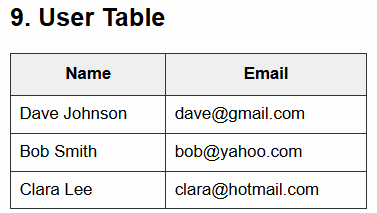 9. User Table
Name Email
Dave Johnson dave@gmail.com
Bob Smith bob@yahoo.com
Clara Lee clara@hotmail.com